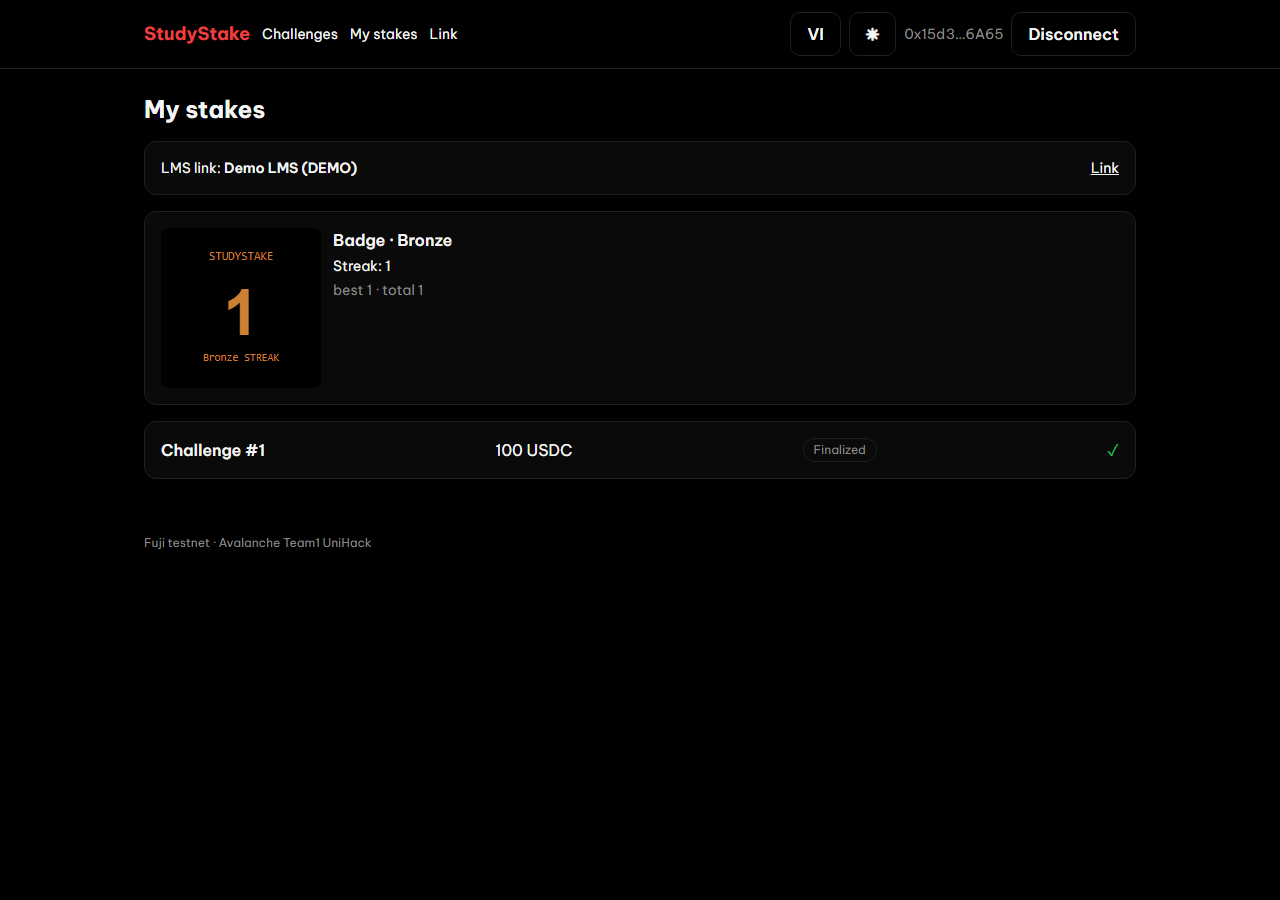 StudyStake Challenges My stakes Link VI 0x15d3...6A65 Disconnect
My stakes
LMS link: Demo LMS (DEMO) Link
STUDYSTAKE
1
Bronze STREAK
Badge · Bronze
Streak: 1
best 1 · total 1
Challenge #1 100 USDC Finalized ✓
Fuji testnet · Avalanche Team1 UniHack